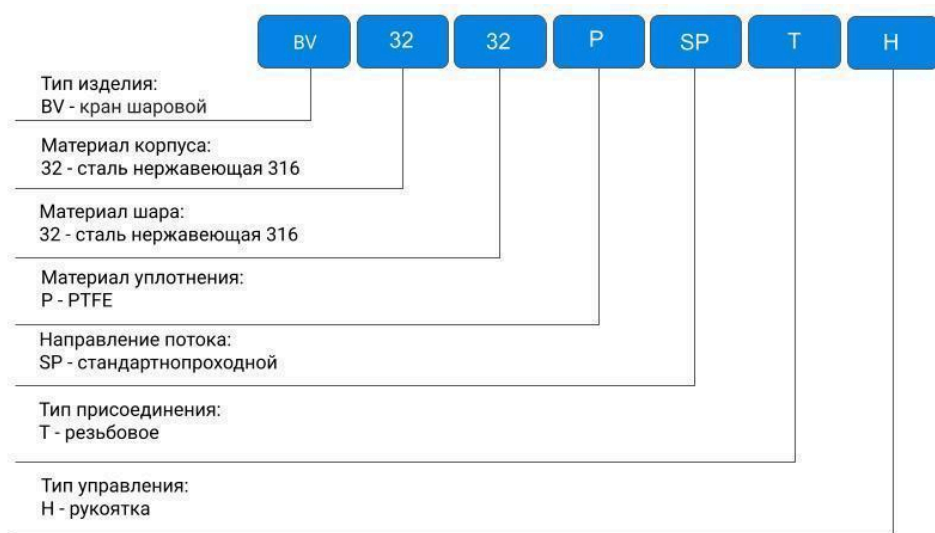 BV 32 32 P SP T H
Тип изделия:
BV - кран шаровой
Материал корпуса:
32 - сталь нержавеющая 316
Материал шара:
32 - сталь нержавеющая 316
Материал уплотнения:
P - PTFE
Направление потока:
SP - стандартнопроходной
Тип присоединения:
T - резьбовое
Тип управления:
H - рукоятка